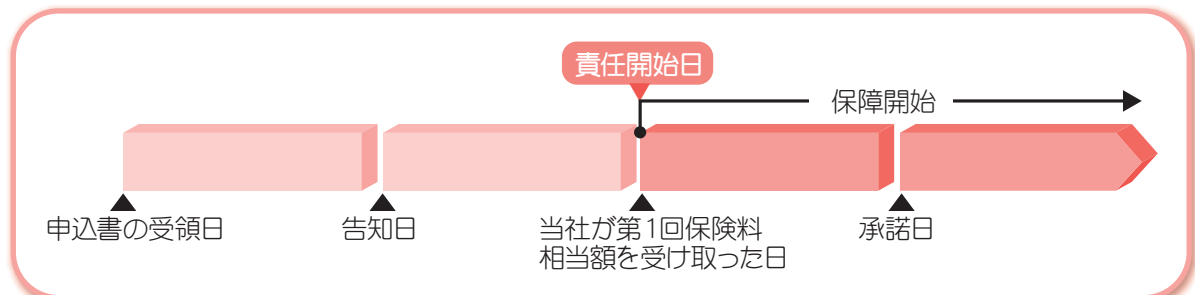 責任開始日
保障開始
申込書の受領日
告知日
当社が第1回保険料
相当額を受け取った日
承諾日